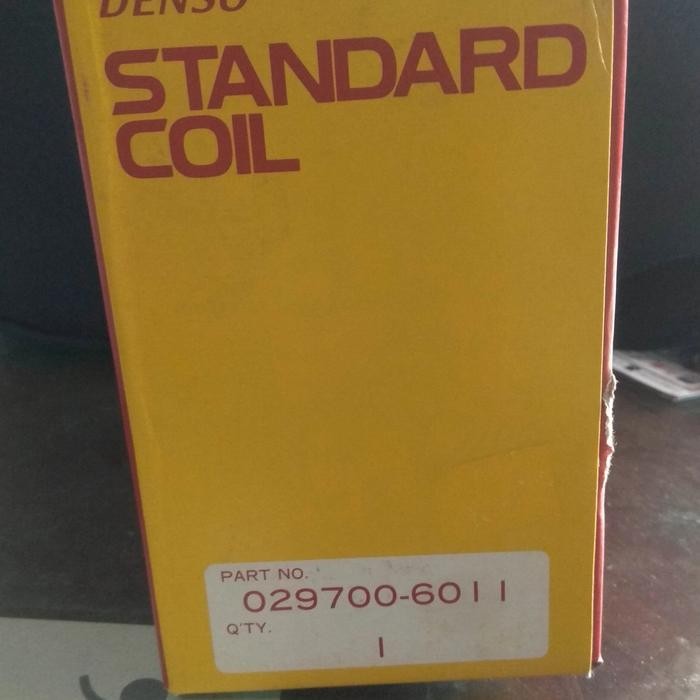 DENSO
STANDARD
COIL
PART NO.
029700-6011
Q'TY.
1